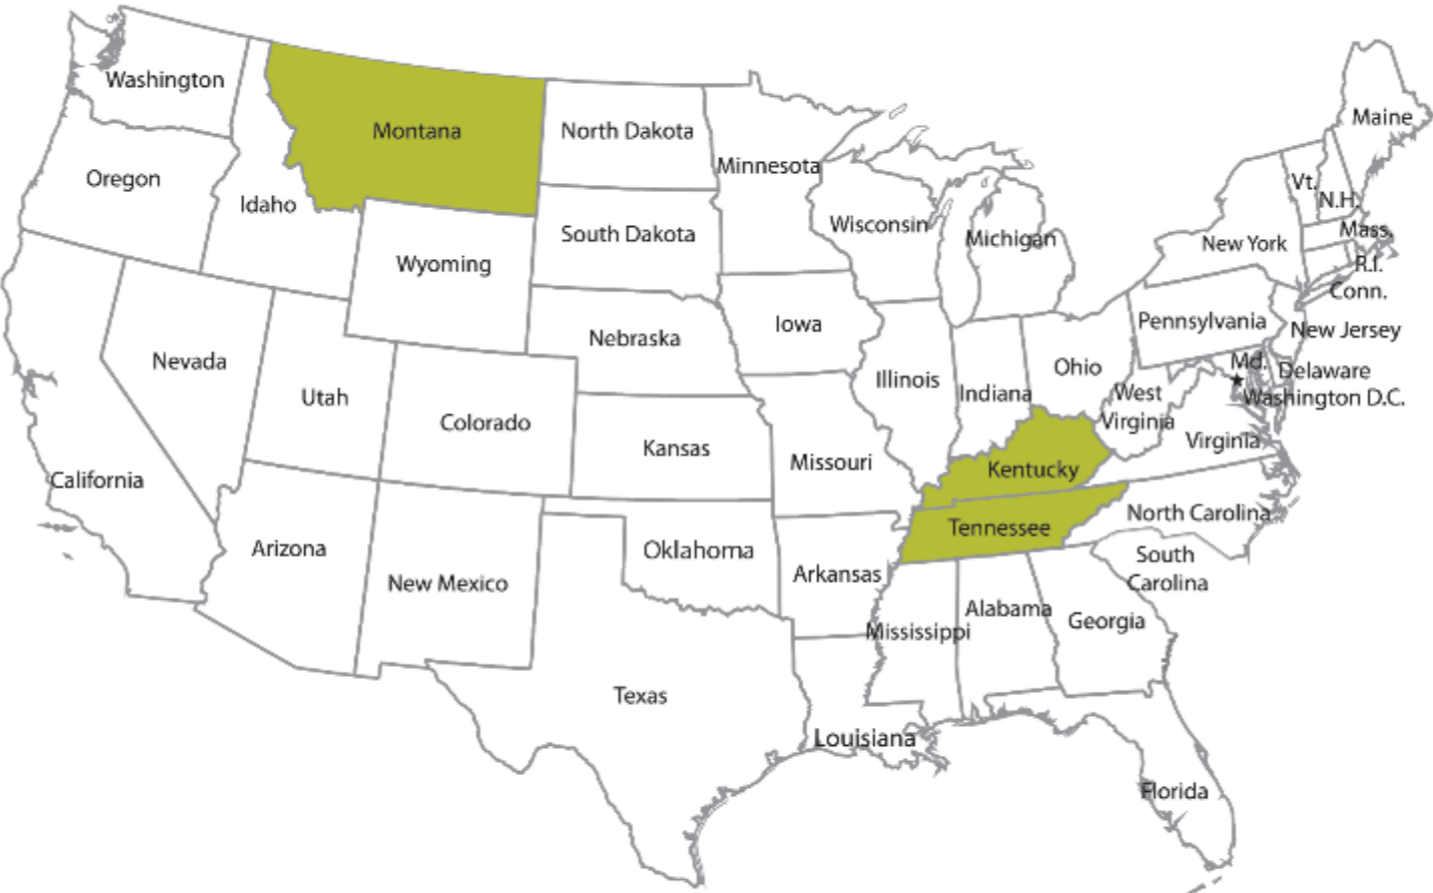 Washington
Montana
North Dakota
Minnesota
Maine
Oregon
Idaho
Vt.
N.H.
South Dakota
Wisconsin
Michigan
New York
Mass.
Wyoming
R.I.
Conn.
Nebraska
Iowa
Pennsylvania
New Jersey
Nevada
Utah
Colorado
Illinois
Indiana
Ohio
Md.
Delaware
West
Virginia
Washington D.C.
California
Kansas
Missouri
Kentucky
Virginia
Arizona
New Mexico
Oklahoma
Arkansas
Tennessee
North Carolina
South
Carolina
Mississippi
Alabama
Georgia
Texas
Louisiana
Florida